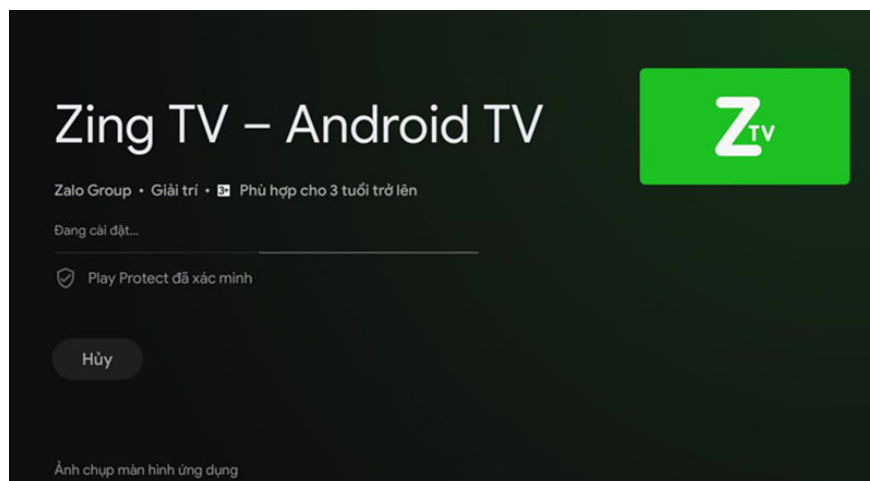 Zing TV – Android TV
Z TV
Zalo Group • Giải trí • 3+ Phù hợp cho 3 tuổi trở lên
Đang cài đặt...
Play Protect đã xác minh
Hủy
Ảnh chụp màn hình ứng dụng